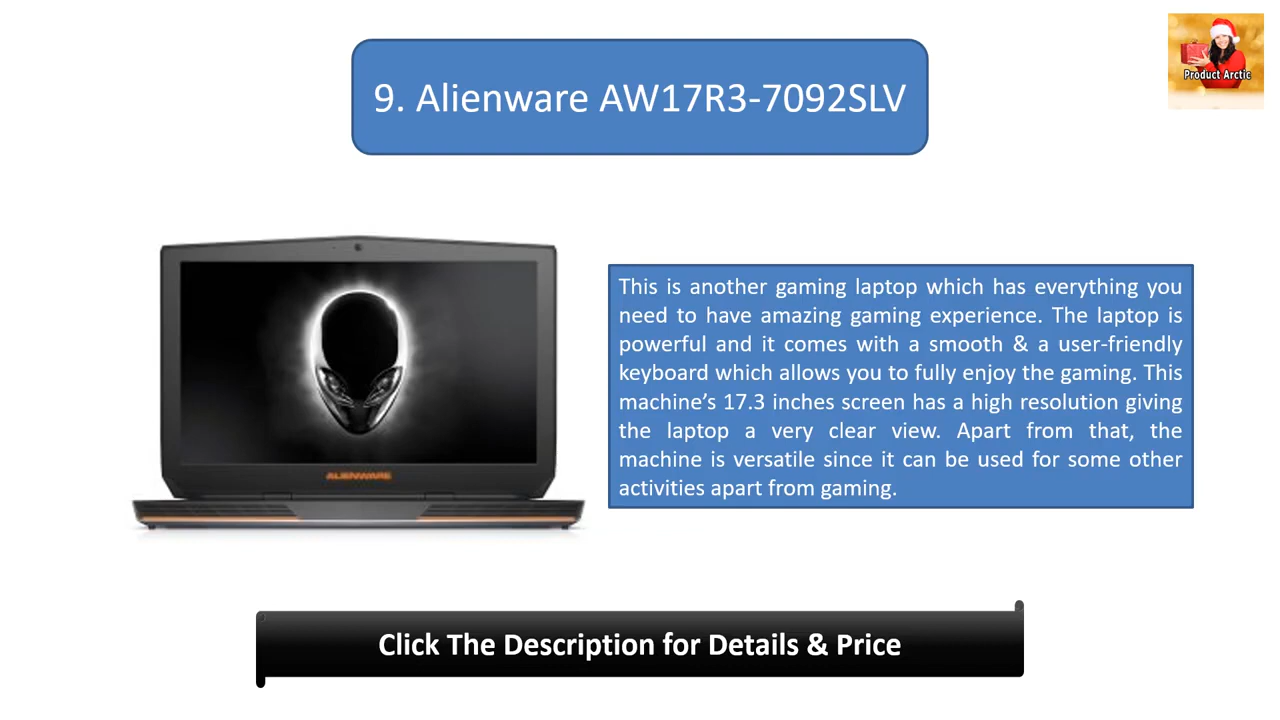 Product Arctic
9. Alienware AW17R3-7092SLV
This is another gaming laptop which has everything you
need to have amazing gaming experience. The laptop is
powerful and it comes with a smooth & a user-friendly
keyboard which allows you to fully enjoy the gaming. This
machine’s 17.3 inches screen has a high resolution giving
the laptop a very clear view. Apart from that, the
machine is versatile since it can be used for some other
activities apart from gaming.
ALIENWARE
Click The Description for Details & Price